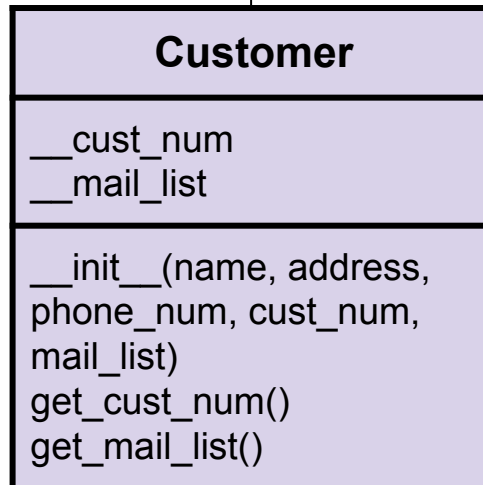 Customer
__cust_num
__mail_list
__init__(name, address,
phone_num, cust_num,
mail_list)
get_cust_num()
get_mail_list()